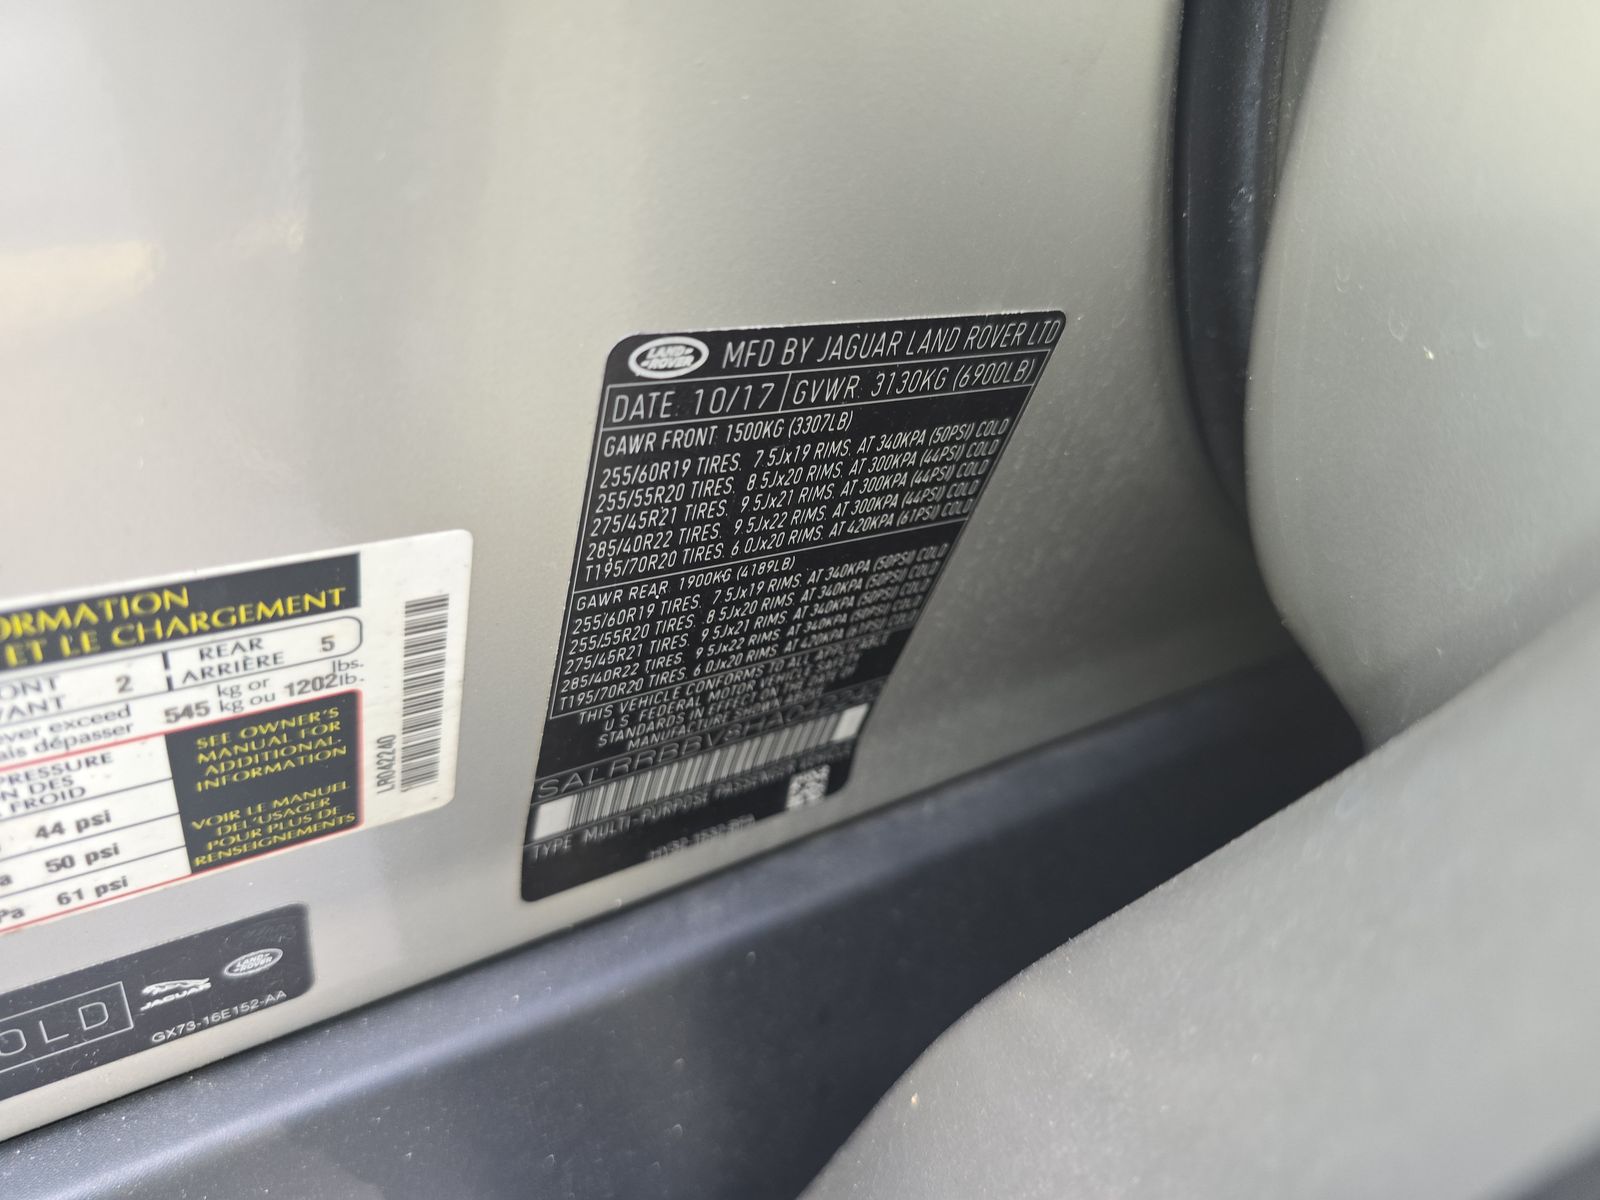 LAND ROVER MFD BY JAGUAR LAND ROVER LTD
DATE: 10/17 GVWR: 3130KG (6900LB)
GAWR FRONT: 1500KG (3307LB)
255/60R19 TIRES. 7.5Jx19 RIMS. AT 340KPA (50PSI) COLD
255/55R20 TIRES. 8.5Jx20 RIMS. AT 300KPA (44PSI) COLD
275/45R21 TIRES. 9.5Jx21 RIMS. AT 300KPA (44PSI) COLD
285/40R22 TIRES. 9.5Jx22 RIMS. AT 300KPA (44PSI) COLD
T195/70R20 TIRES. 6.0Jx20 RIMS. AT 420KPA (61PSI) COLD
GAWR REAR: 1900KG (4189LB)
255/60R19 TIRES. 7.5Jx19 RIMS. AT 340KPA (50PSI) COLD
255/55R20 TIRES. 8.5Jx20 RIMS. AT 340KPA (50PSI) COLD
275/45R21 TIRES. 9.5Jx21 RIMS. AT 340KPA (50PSI) COLD
285/40R22 TIRES. 9.5Jx22 RIMS. AT 340KPA (50PSI) COLD
T195/70R20 TIRES. 6.0Jx20 RIMS. AT 420KPA (61PSI) COLD
THIS VEHICLE CONFORMS TO ALL APPLICABLE
U.S. FEDERAL MOTOR VEHICLE SAFETY
STANDARDS IN EFFECT ON THE DATE OF
MANUFACTURE SHOWN ABOVE
TYPE: MULTI-PURPOSE PASSENGER
ORMATION
ET LE CHARGEMENT
ONT 2 REAR 5
VANT ARRIÈRE
ever exceed 545 kg or 1202 lbs.
ais dépasser kg ou lb.
PRESSURE
ON DES
FROID
44 psi
a 50 psi
Pa 61 psi
SEE OWNER'S
MANUAL FOR
ADDITIONAL
INFORMATION
VOIR LE MANUEL
DE L'USAGER
POUR PLUS DE
RENSEIGNEMENTS
LR042240
OLD
JAGUAR
LAND ROVER
GX73-16E152-AA